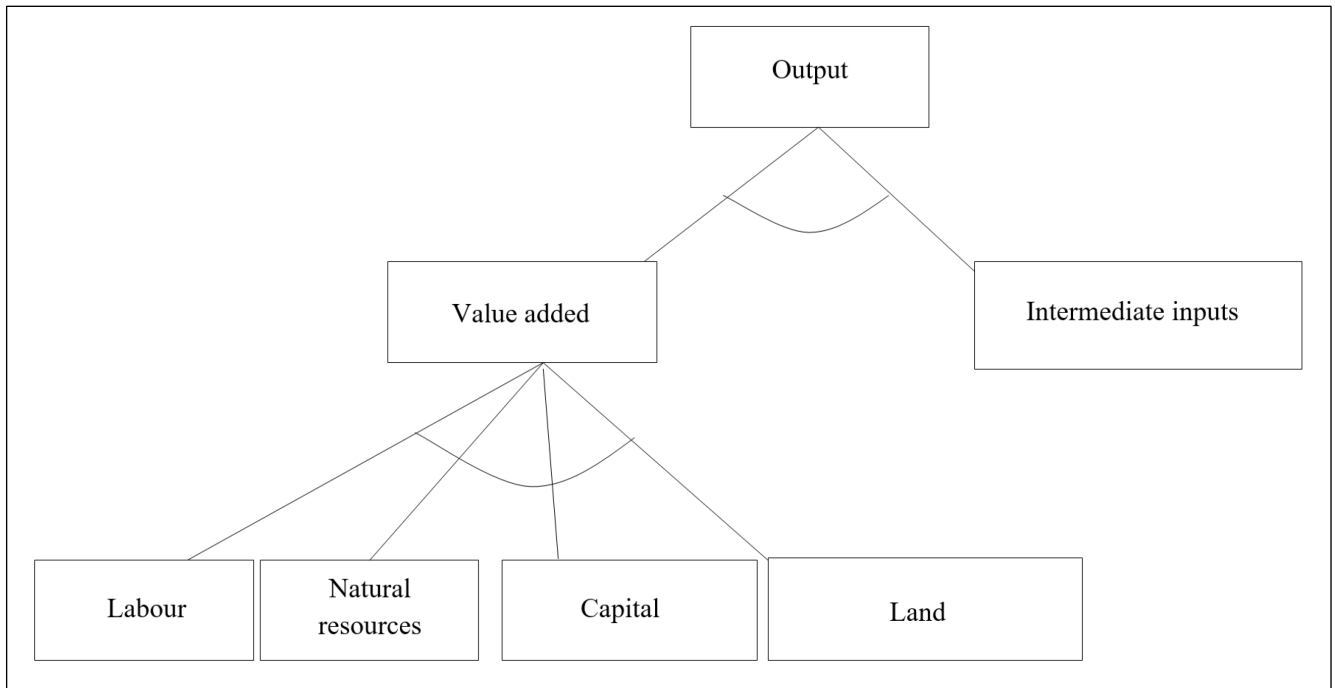 Output
Value added
Intermediate inputs
Labour
Natural
resources
Capital
Land